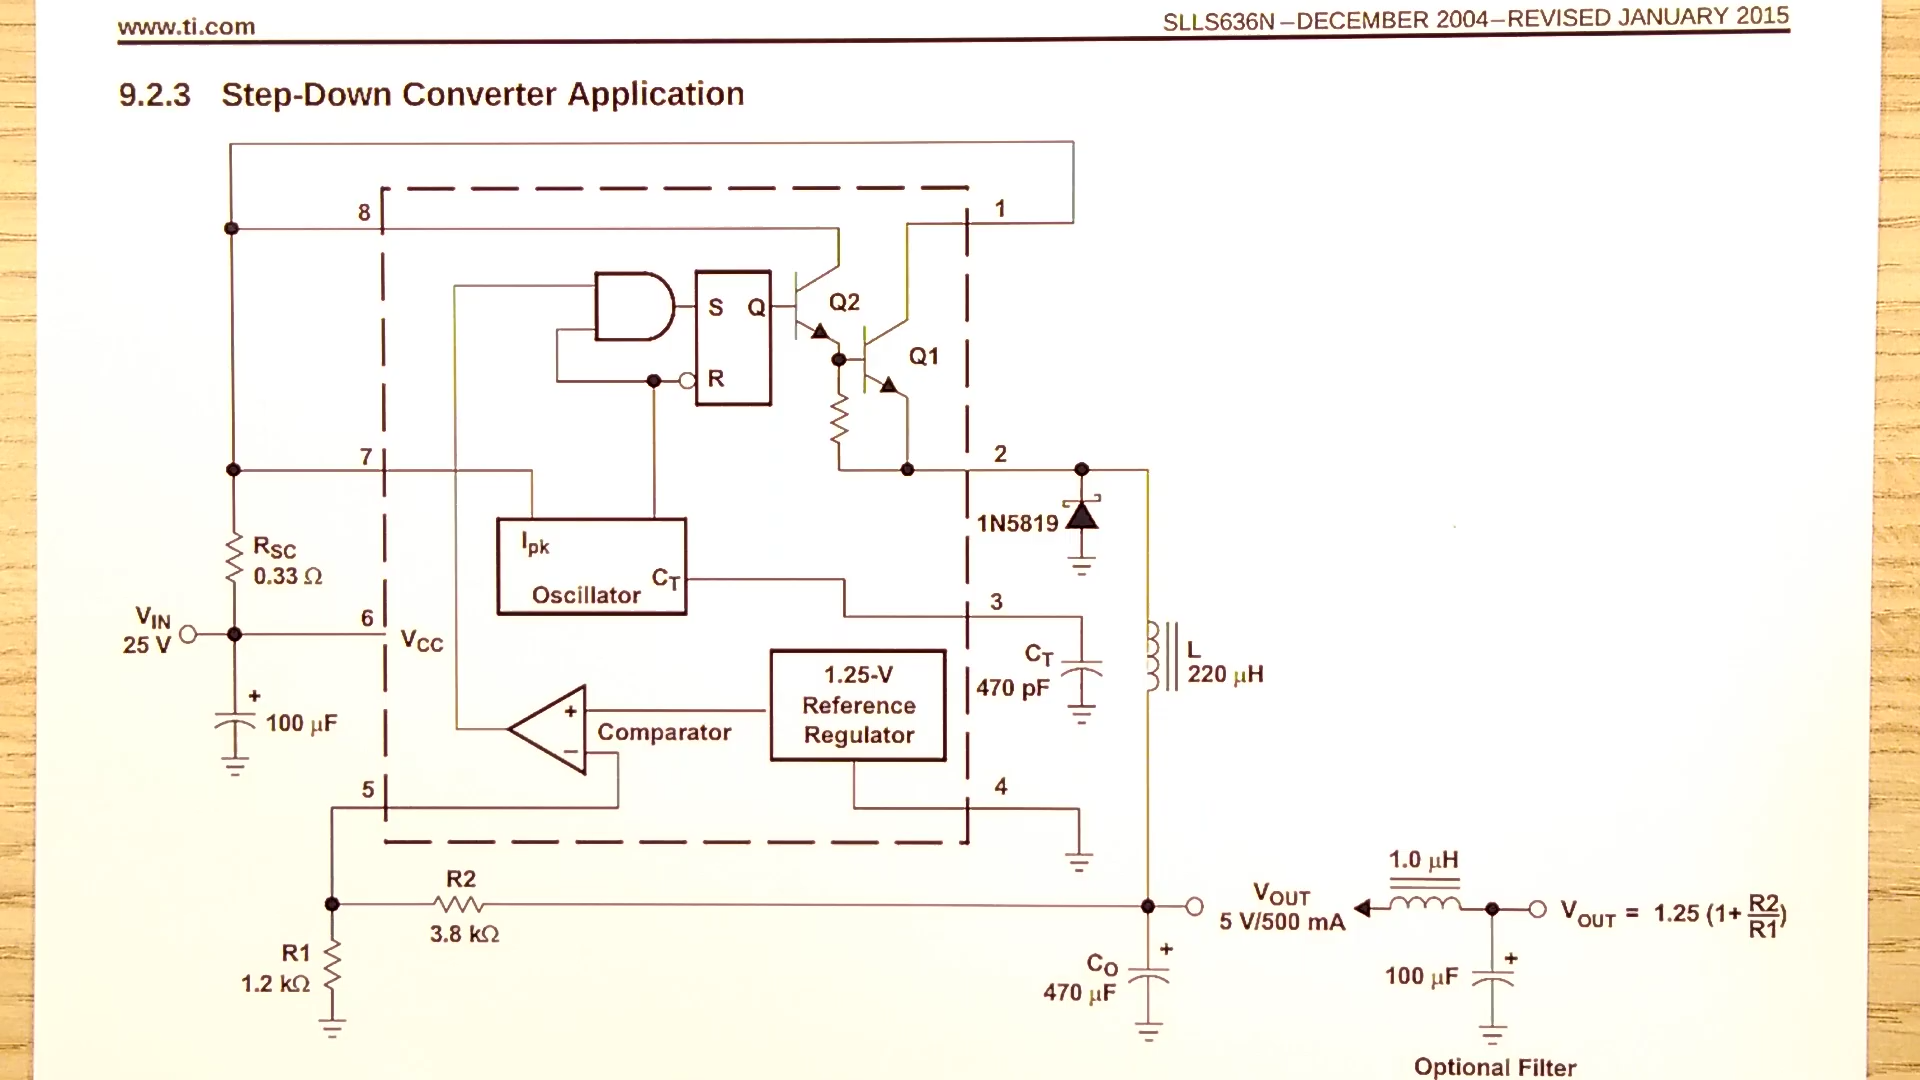 www.ti.com
SLLS636N –DECEMBER 2004–REVISED JANUARY 2015
9.2.3 Step-Down Converter Application
8
1
S Q
Q2
R
Q1
7
2
1N5819
Ipk
CT
Oscillator
RSC
0.33 Ω
3
VIN
25 V
6
VCC
CT
470 pF
L
220 µH
1.25-V
Reference
Regulator
+
100 µF
+
–
Comparator
5
4
R2
3.8 kΩ
R1
1.2 kΩ
VOUT
5 V/500 mA
1.0 µH
VOUT = 1.25 (1+ R2/R1)
+
CO
470 µF
+
100 µF
Optional Filter